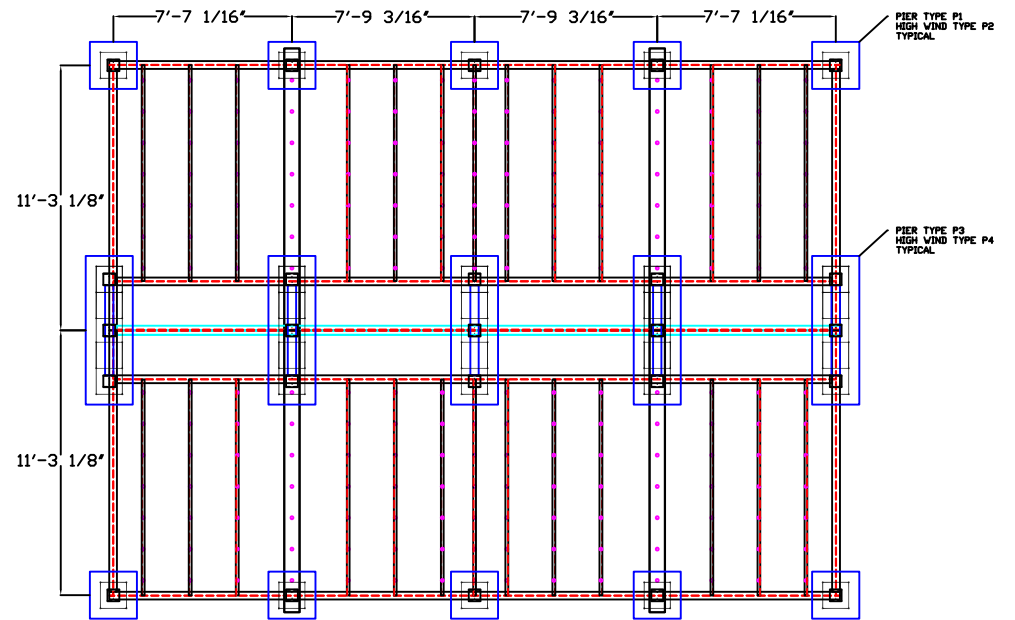 7'-7 1/16"
7'-9 3/16"
7'-9 3/16"
7'-7 1/16"
PIER TYPE P1
HIGH WIND TYPE P2
TYPICAL
11'-3 1/8"
PIER TYPE P3
HIGH WIND TYPE P4
TYPICAL
11'-3 1/8"